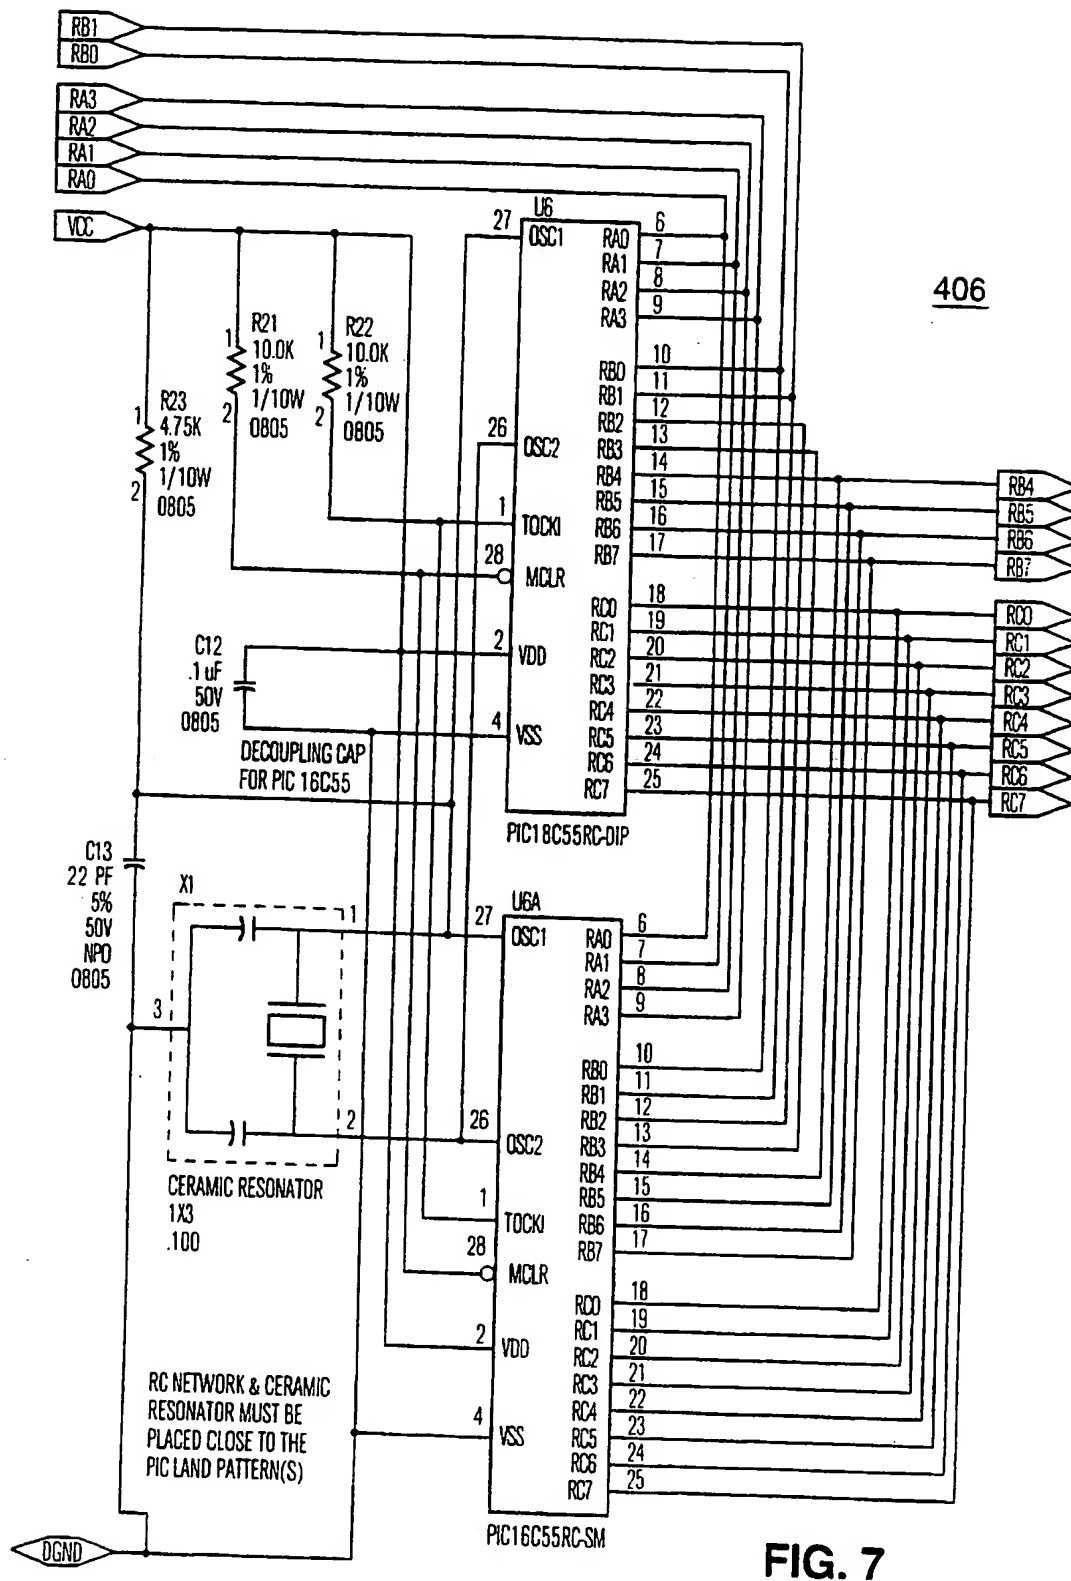 RB1
RB0
RA3
RA2
RA1
RA0
VCC
406
U6
27
OSC1
26
OSC2
1
TOCKI
28
MCLR
2
VDD
4
VSS
RA0
6
RA1
7
RA2
8
RA3
9
RB0
10
RB1
11
RB2
12
RB3
13
RB4
14
RB5
15
RB6
16
RB7
17
RC0
18
RC1
19
RC2
20
RC3
21
RC4
22
RC5
23
RC6
24
RC7
25
PIC18C55RC-DIP
RB4
RB5
RB6
RB7
RC0
RC1
RC2
RC3
RC4
RC5
RC6
RC7
1
R21
10.0K
1%
1/10W
0805
2
1
R22
10.0K
1%
1/10W
0805
2
1
R23
4.75K
1%
1/10W
0805
2
C12
.1 uF
50V
0805
DECOUPLING CAP
FOR PIC 16C55
C13
22 PF
5%
50V
NPO
0805
X1
1
3
2
CERAMIC RESONATOR
1X3
.100
U6A
27
OSC1
26
OSC2
1
TOCKI
28
MCLR
2
VDD
4
VSS
RA0
6
RA1
7
RA2
8
RA3
9
RB0
10
RB1
11
RB2
12
RB3
13
RB4
14
RB5
15
RB6
16
RB7
17
RC0
18
RC1
19
RC2
20
RC3
21
RC4
22
RC5
23
RC6
24
RC7
25
PIC16C55RC-SM
RC NETWORK & CERAMIC
RESONATOR MUST BE
PLACED CLOSE TO THE
PIC LAND PATTERN(S)
DGND
FIG. 7